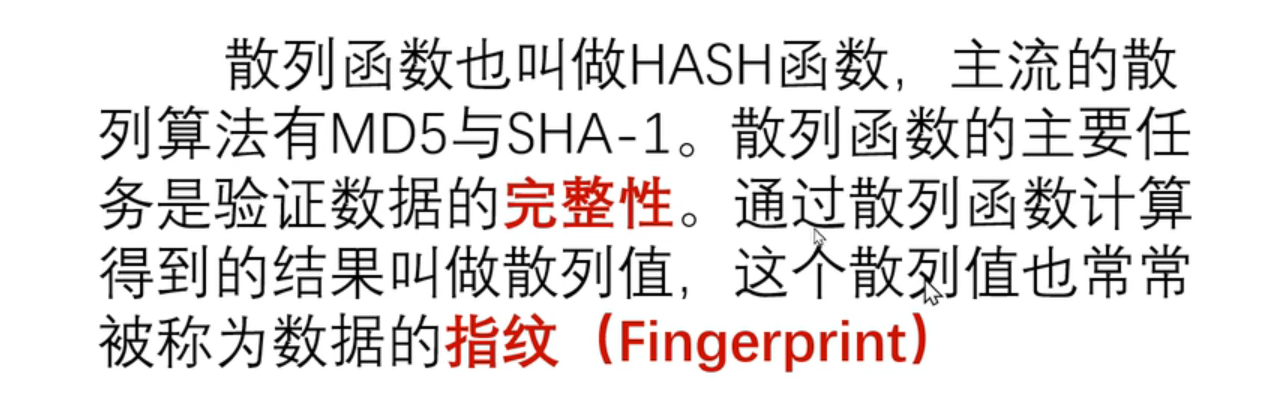 散列函数也叫做HASH函数，主流的散
列算法有MD5与SHA-1。散列函数的主要任
务是验证数据的完整性。通过散列函数计算
得到的结果叫做散列值，这个散列值也常常
被称为数据的指纹（Fingerprint）